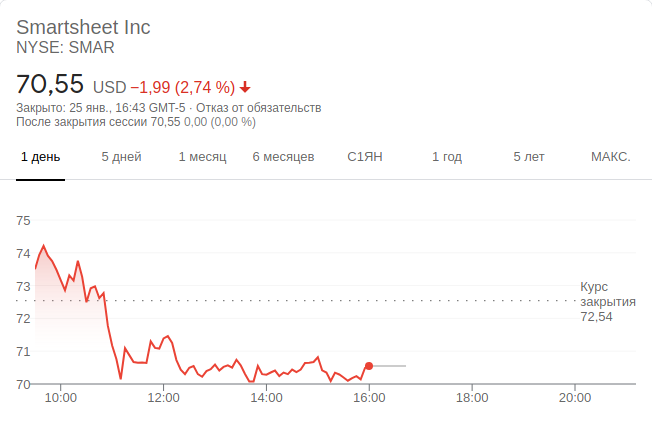 Smartsheet Inc
NYSE: SMAR
70,55 USD −1,99 (2,74 %)
Закрыто: 25 янв., 16:43 GMT-5 · Отказ от обязательств
После закрытия сессии 70,55 0,00 (0,00 %)
1 день 5 дней 1 месяц 6 месяцев С1ЯН 1 год 5 лет МАКС.
75
74
73
Курс
закрытия
72,54
72
71
70
10:00 12:00 14:00 16:00 18:00 20:00